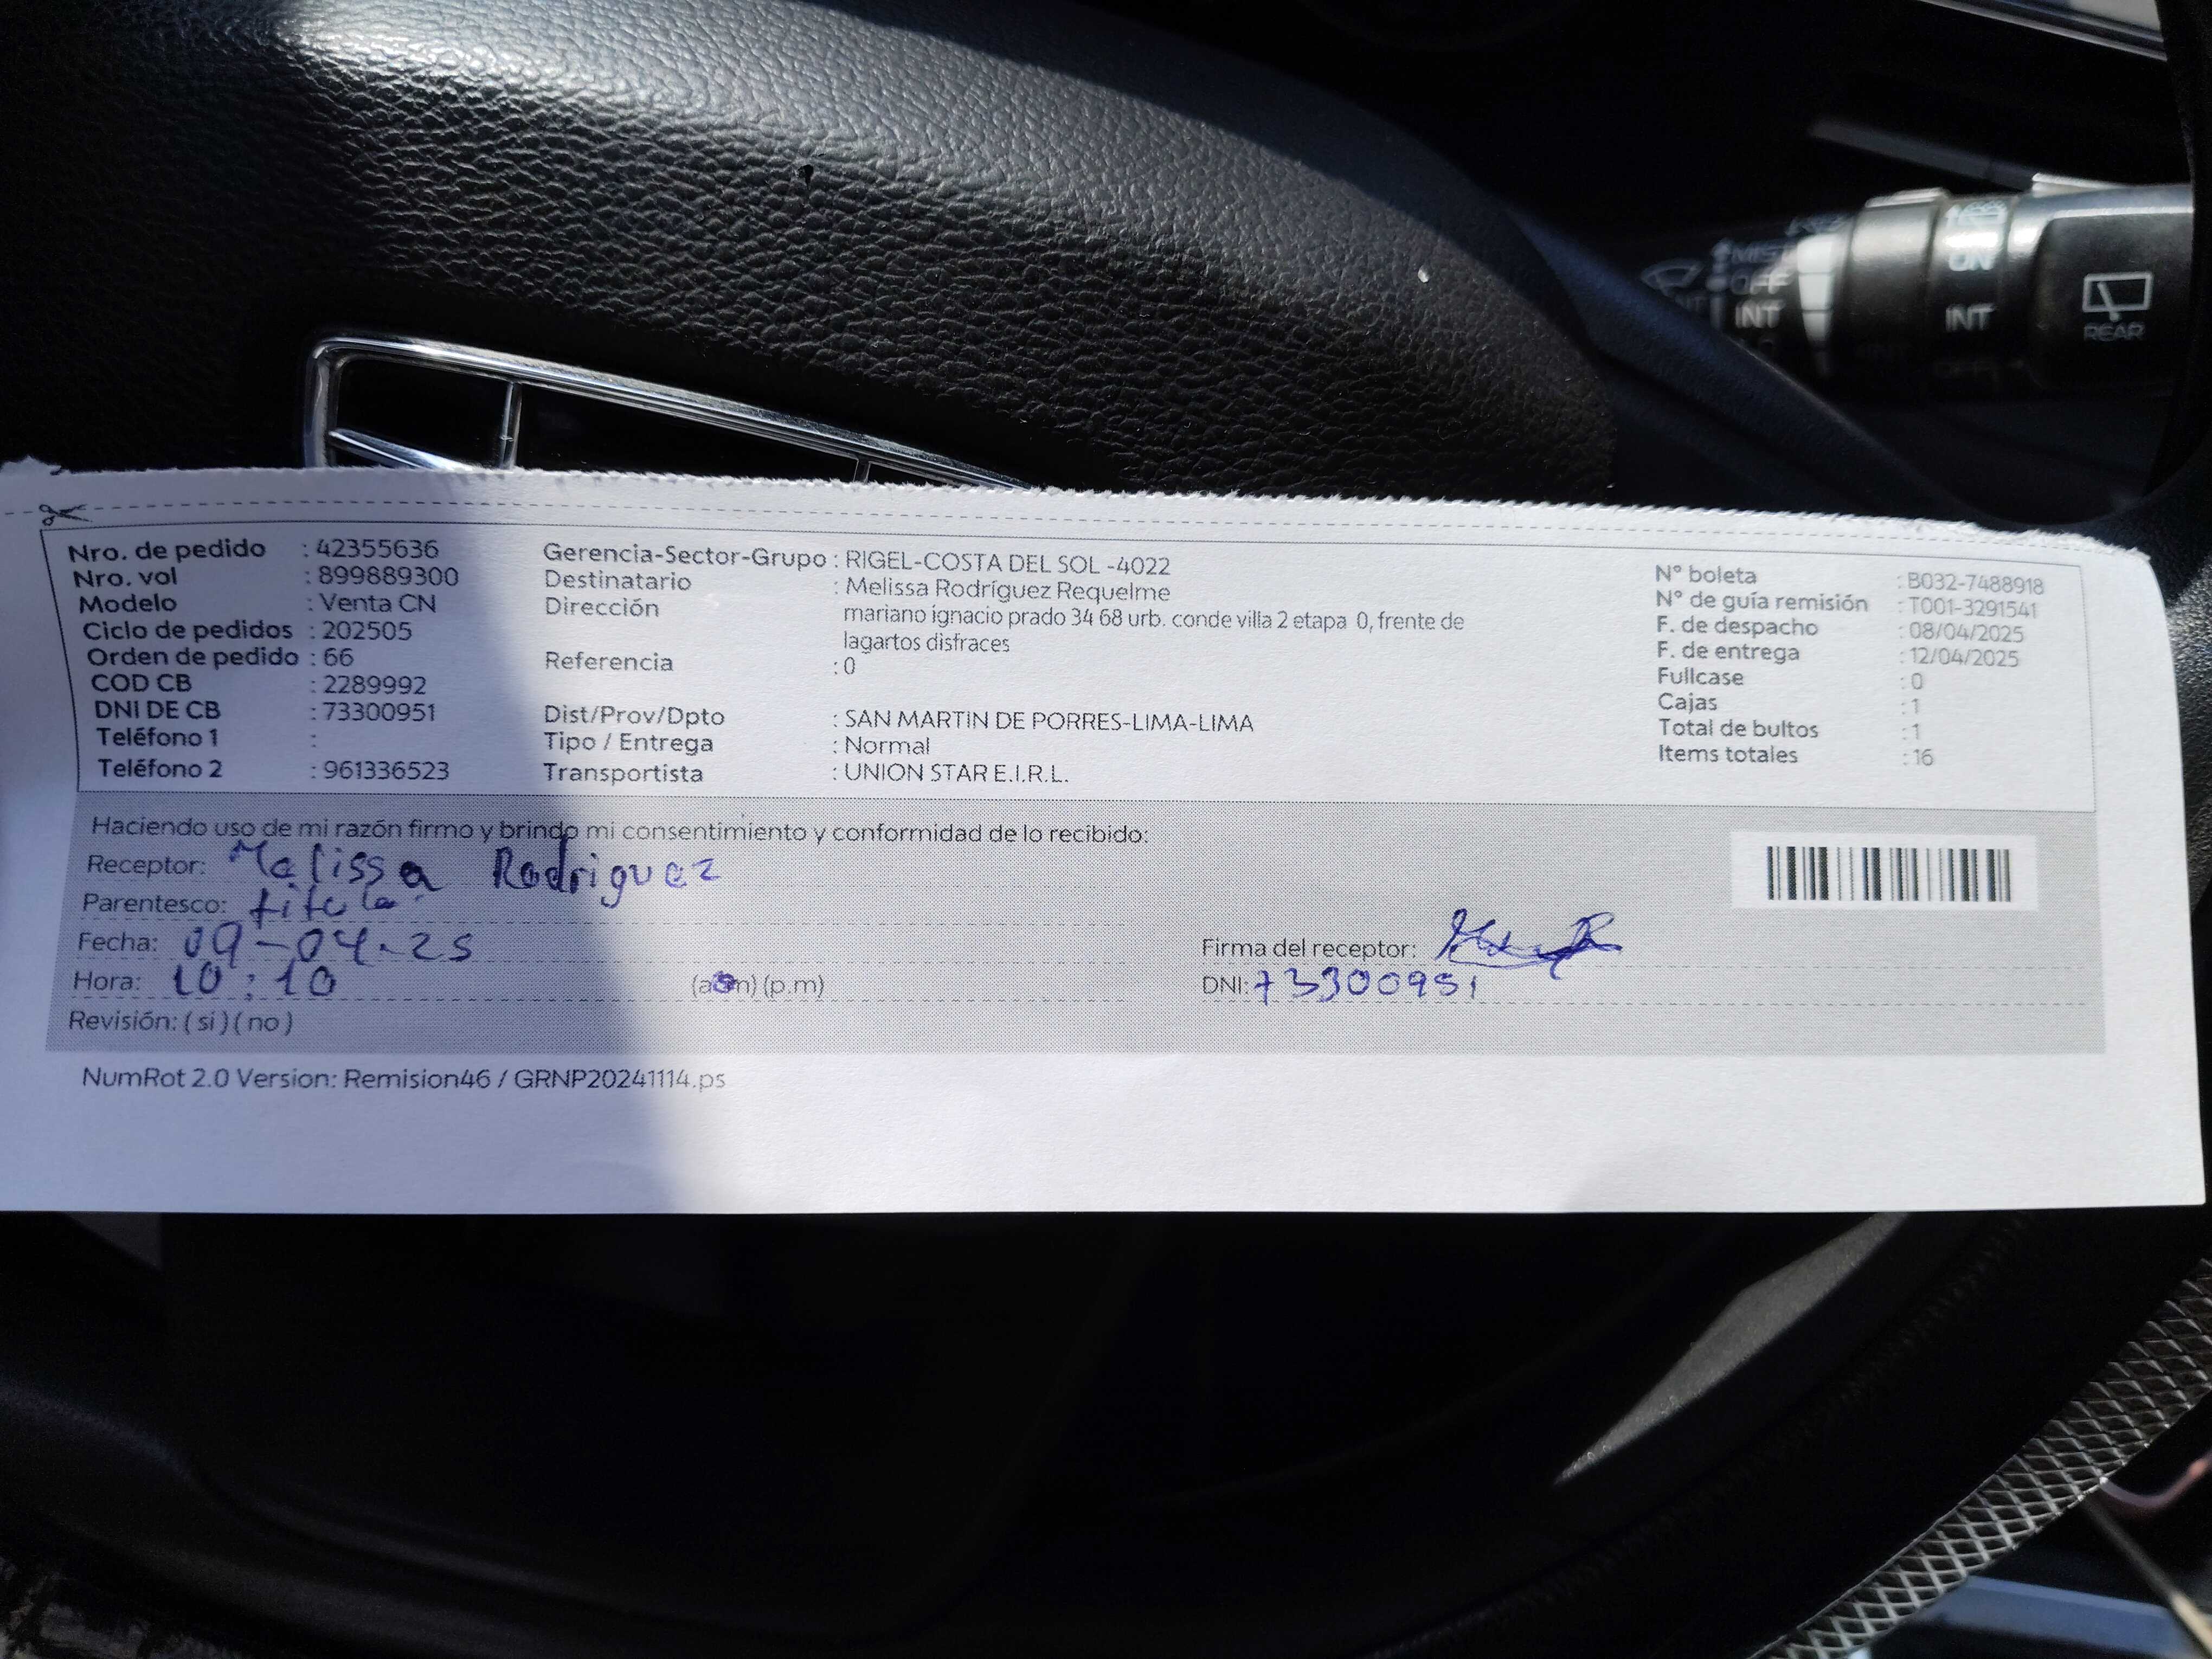 MIST
OFF
INT
ON
INT
OFF
REAR
Nro. de pedido : 42355636
Nro. vol : 899889300
Modelo : Venta CN
Ciclo de pedidos : 202505
Orden de pedido : 66
COD CB : 2289992
DNI DE CB : 73300951
Teléfono 1 :
Teléfono 2 : 961336523
Gerencia-Sector-Grupo : RIGEL-COSTA DEL SOL -4022
Destinatario : Melissa Rodríguez Requelme
Dirección mariano ignacio prado 34 68 urb. conde villa 2 etapa 0, frente de
lagartos disfraces
Referencia : 0
Dist/Prov/Dpto : SAN MARTIN DE PORRES-LIMA-LIMA
Tipo / Entrega : Normal
Transportista : UNION STAR E.I.R.L.
N° boleta : B032-7488918
N° de guía remisión : T001-3291541
F. de despacho : 08/04/2025
F. de entrega : 12/04/2025
Fullcase : 0
Cajas : 1
Total de bultos : 1
Items totales : 16
Haciendo uso de mi razón firmo y brindo mi consentimiento y conformidad de lo recibido:
Receptor: Melissa Rodriguez
Parentesco: titular
Fecha: 09-04-25
Hora: 10:10 (a.m) (p.m)
Revisión: (si) (no)
Firma del receptor:
DNI: 73300951
NumRot 2.0 Version: Remision46 / GRNP20241114.ps